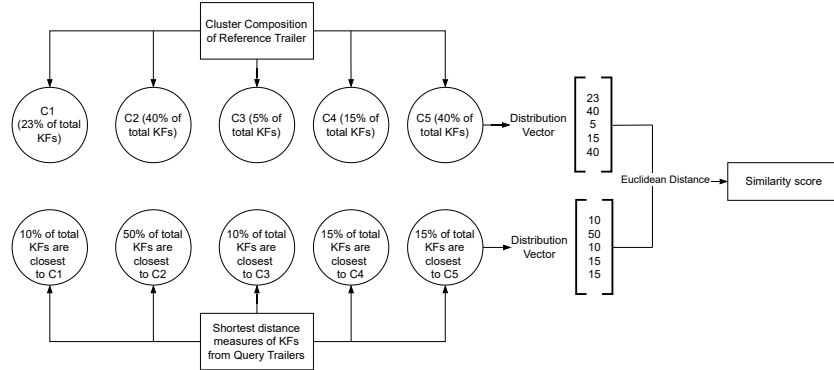 Cluster Composition
of Reference Trailer
C1
(23% of total
KFs)
C2 (40% of
total KFs)
C3 (5% of
total KFs)
C4 (15% of
total KFs)
C5 (40% of
total KFs)
Distribution
Vector
23
40
5
15
40
Euclidean Distance
Similarity score
10% of total
KFs are
closest
to C1
50% of total
KFs are
closest
to C2
10% of total
KFs are
closest
to C3
15% of total
KFs are
closest
to C4
15% of total
KFs are
closest
to C5
Distribution
Vector
10
50
10
15
15
Shortest distance
measures of KFs
from Query Trailers